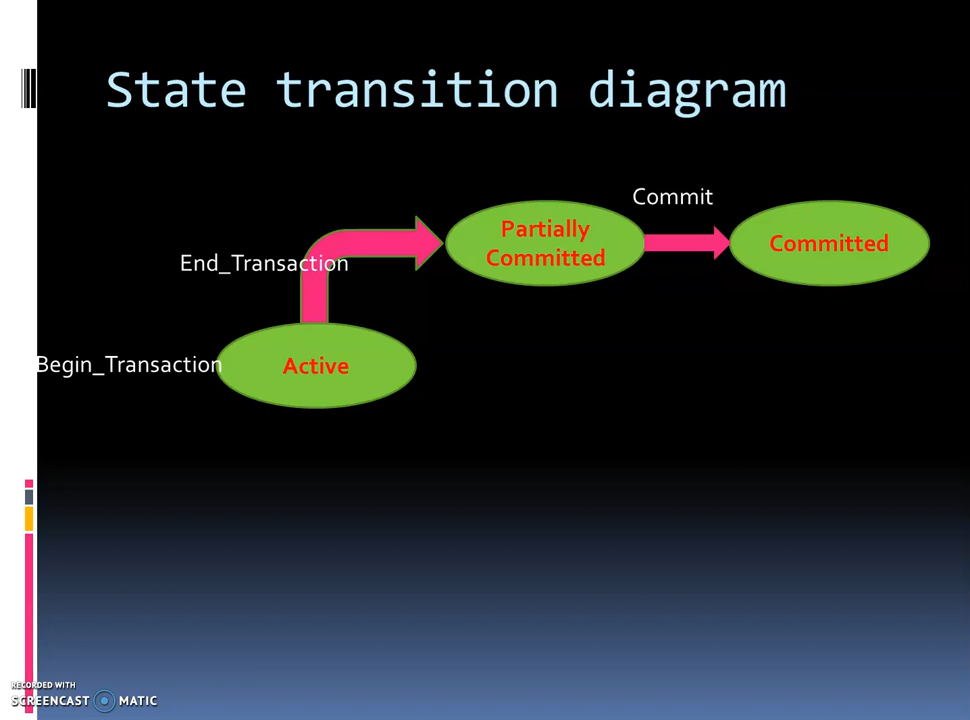 State transition diagram
Commit
Partially
Committed
Committed
End_Transaction
Begin_Transaction
Active
RECORDED WITH
SCREENCAST MATIC